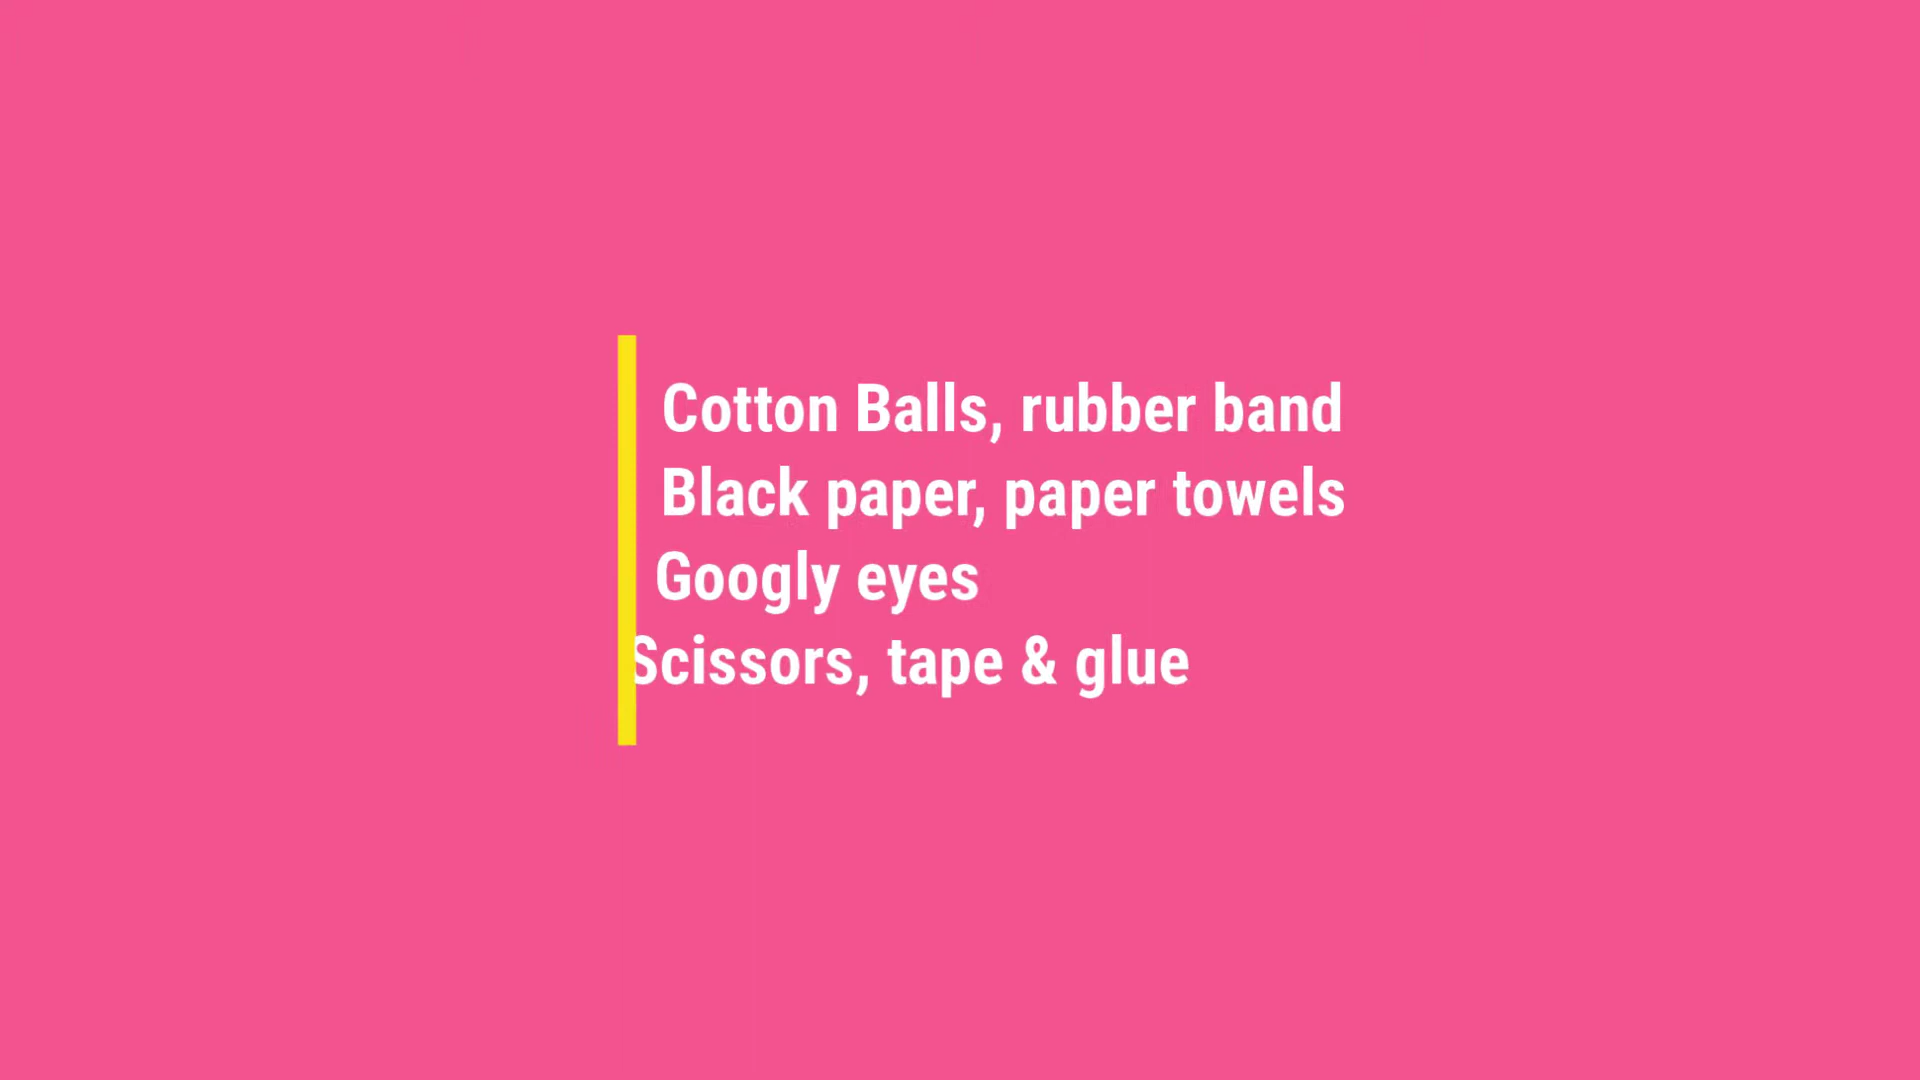 Cotton Balls, rubber band
Black paper, paper towels
Googly eyes
Scissors, tape & glue